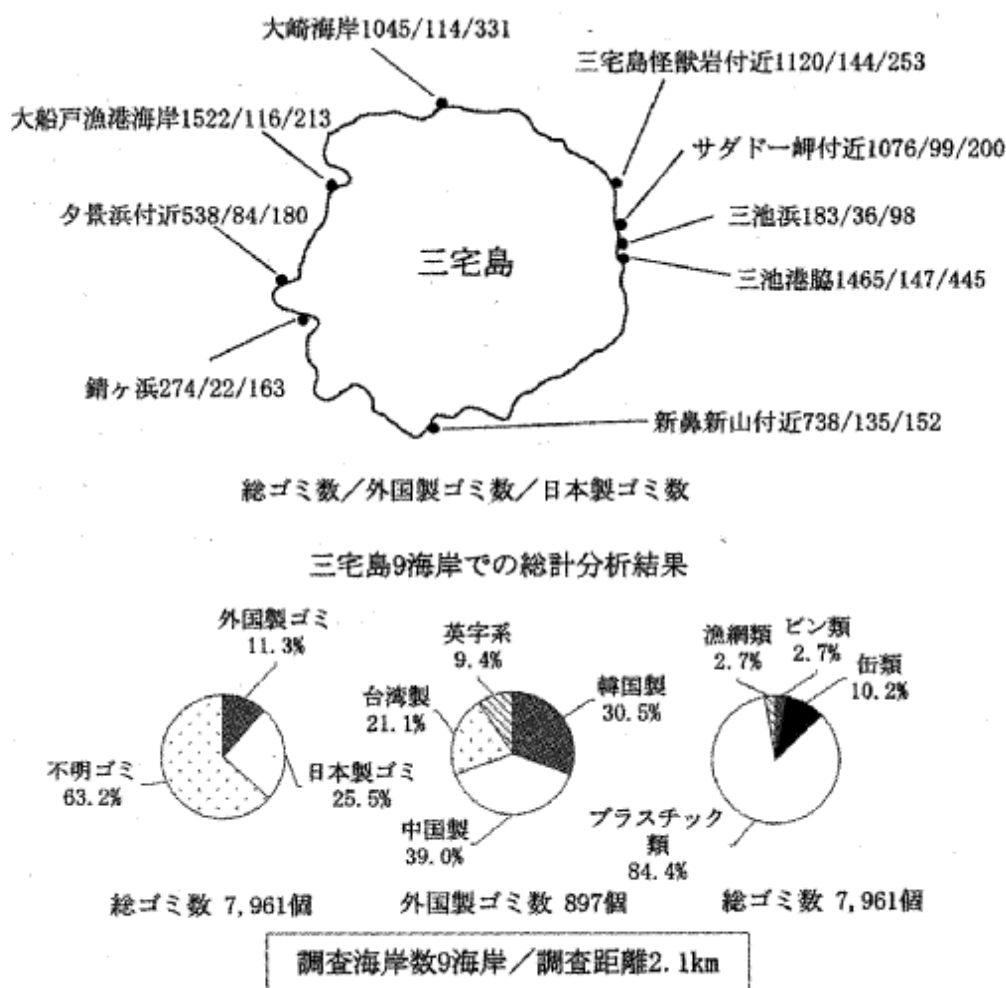 大崎海岸1045/114/331
三宅島怪獣岩付近1120/144/253
大船戸漁港海岸1522/116/213
サダドー岬付近1076/99/200
夕景浜付近538/84/180
三池浜183/36/98
三宅島
三池港脇1465/147/445
錆ヶ浜274/22/163
新鼻新山付近738/135/152
総ゴミ数／外国製ゴミ数／日本製ゴミ数
三宅島9海岸での総計分析結果
外国製ゴミ
11.3%
日本製ゴミ
25.5%
不明ゴミ
63.2%
総ゴミ数 7,961個
英字系
9.4%
韓国製
30.5%
台湾製
21.1%
中国製
39.0%
外国製ゴミ数 897個
漁網類
2.7%
ビン類
2.7%
缶類
10.2%
プラスチック
類
84.4%
総ゴミ数 7,961個
調査海岸数9海岸／調査距離2.1km